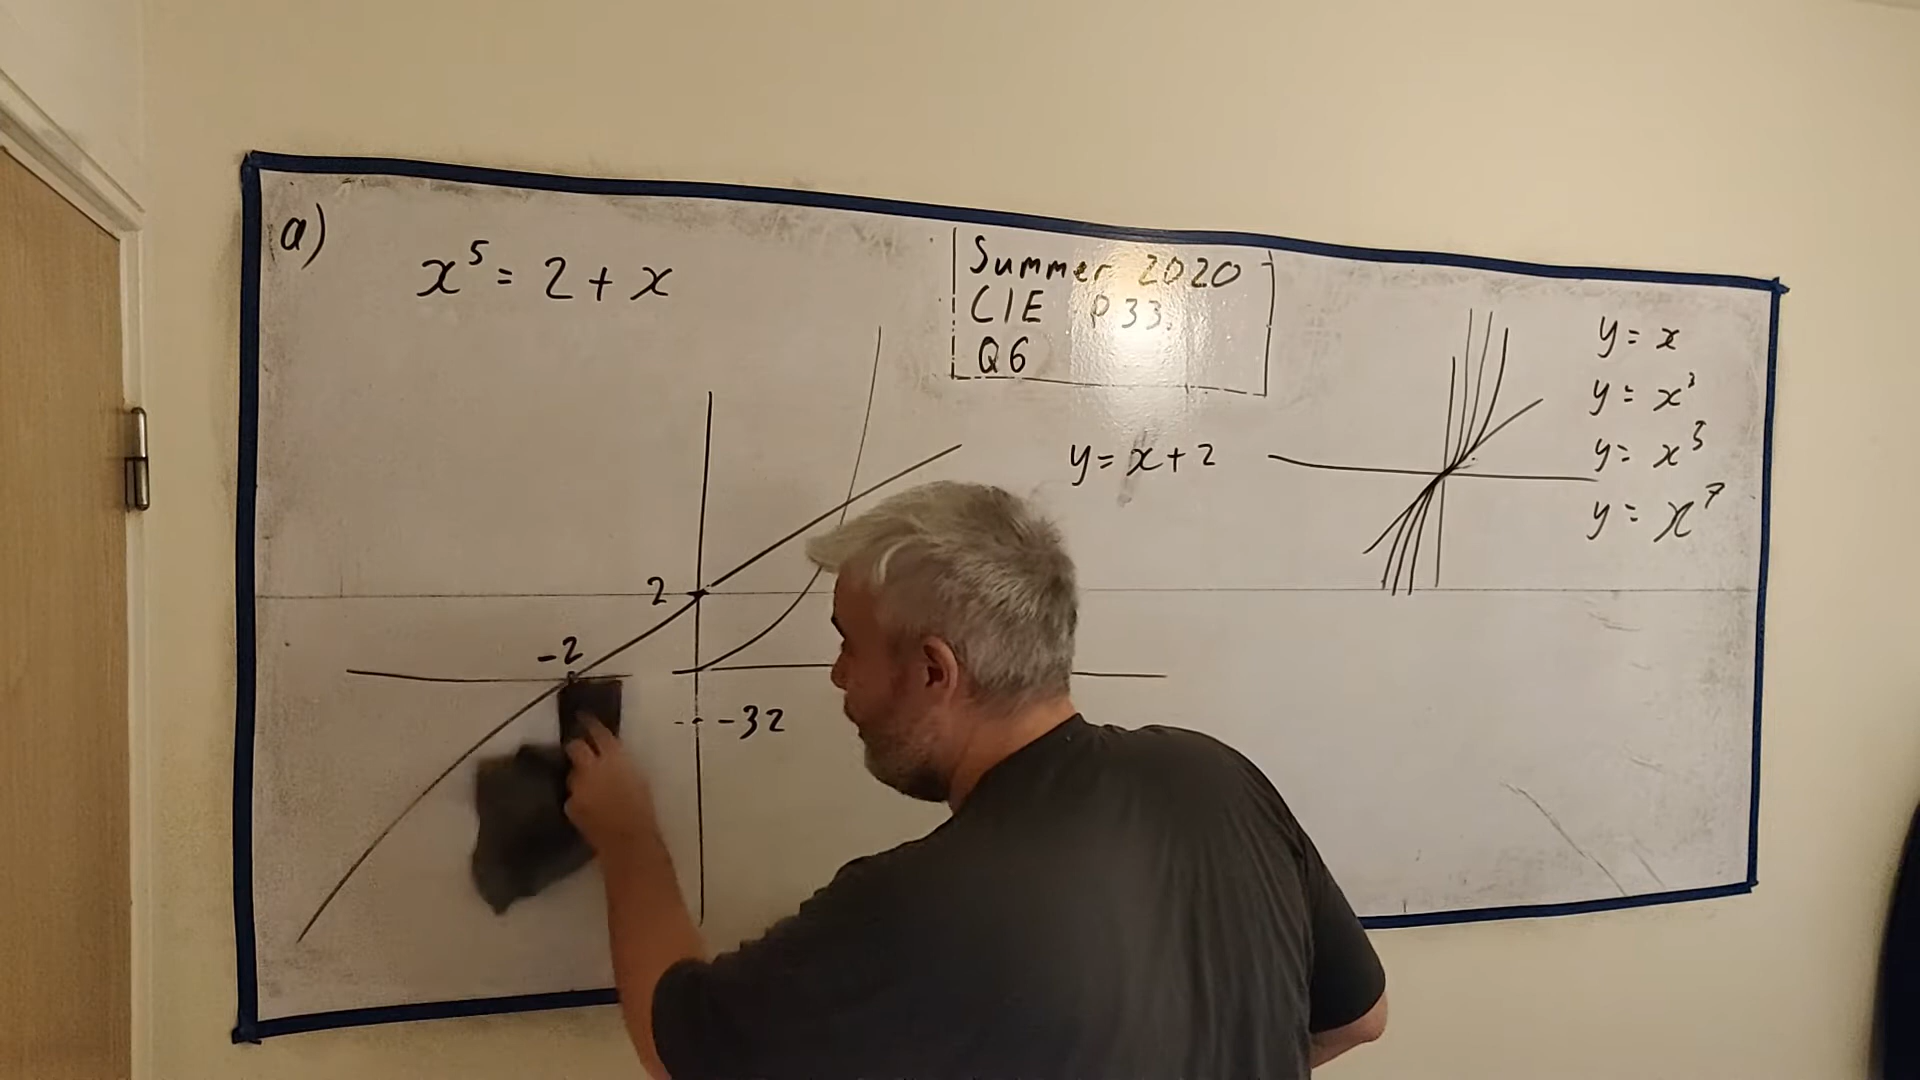 a)
x⁵ = 2 + x
Summer 2020
CIE P33.
Q6
y = x
y = x³
y = x⁵
y = x⁷
y = x + 2
2
-2
-32